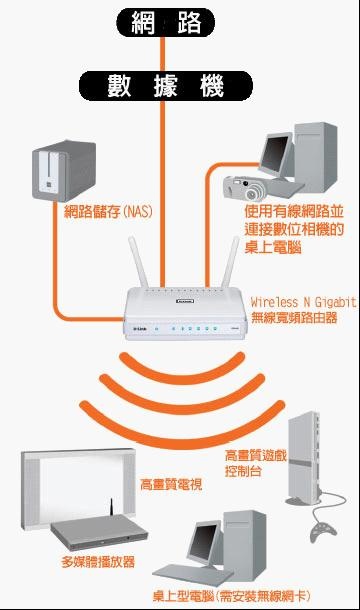 網 路
數 據 機
網路儲存(NAS)
使用有線網路並
連接數位相機的
桌上電腦
Wireless N Gigabit
無線寬頻路由器
D-Link
高畫質遊戲
控制台
高畫質電視
多媒體播放器
桌上型電腦(需安裝無線網卡)